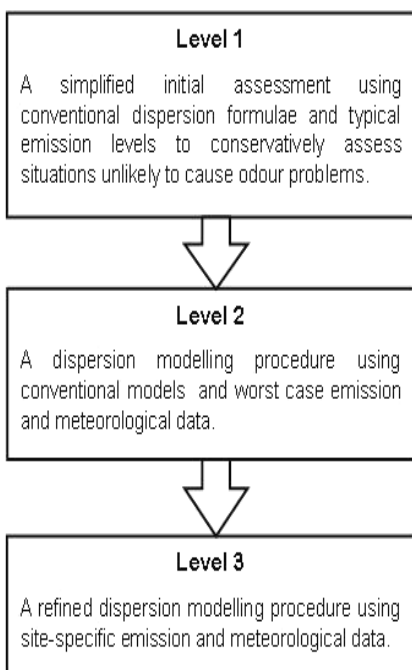 Level 1
A simplified initial assessment using
conventional dispersion formulae and typical
emission levels to conservatively assess
situations unlikely to cause odour problems.
Level 2
A dispersion modelling procedure using
conventional models and worst case emission
and meteorological data.
Level 3
A refined dispersion modelling procedure using
site-specific emission and meteorological data.